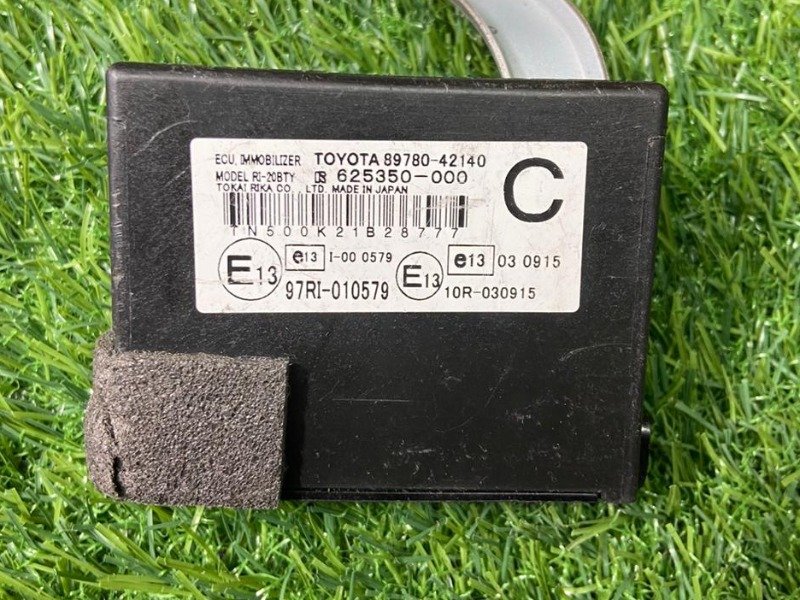 ECU, IMMOBILIZER TOYOTA 89780-42140
MODEL RI-20BTY 625350-000
TOKAI RIKA CO., LTD. MADE IN JAPAN
C
1N500K21B28777
E13 e13 I-00 0579
97RI-010579
E13 e13 03 0915
10R-030915